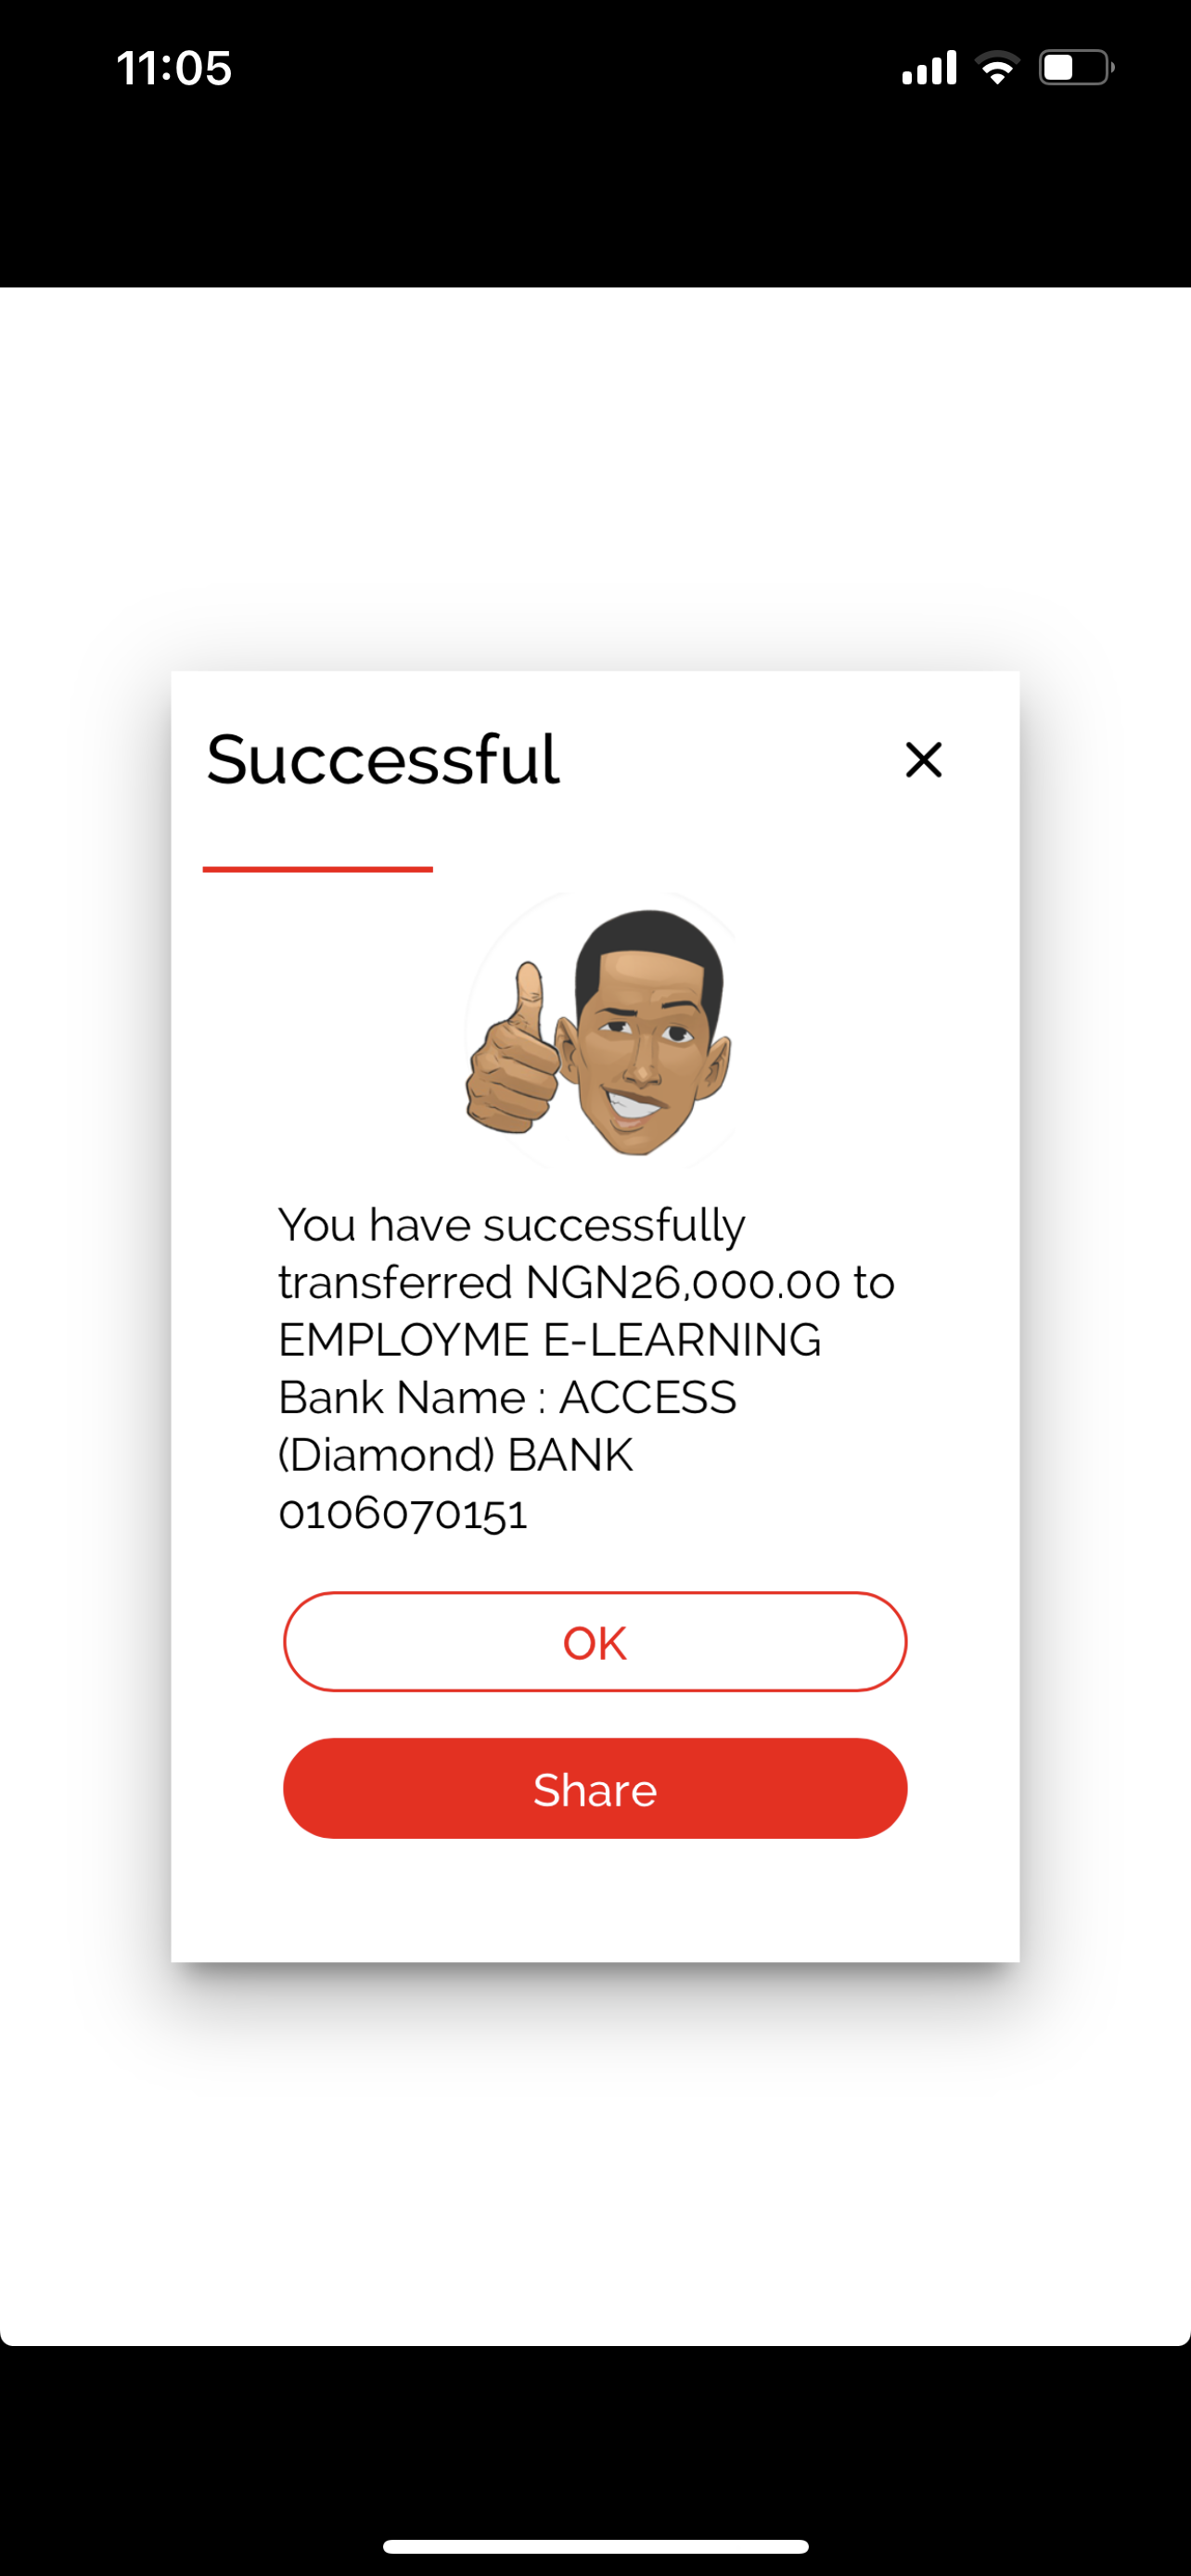 11:05
Successful
You have successfully
transferred NGN26,000.00 to
EMPLOYME E-LEARNING
Bank Name : ACCESS
(Diamond) BANK
0106070151
OK
Share